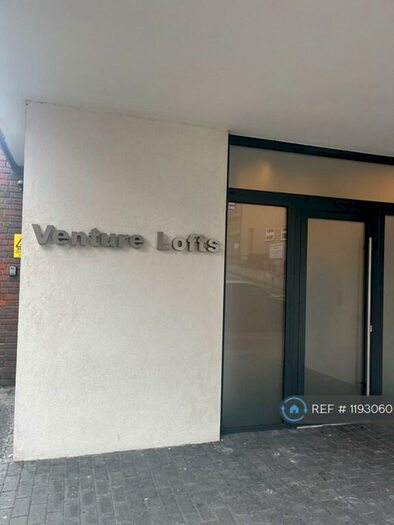 Venture Lofts
REF # 1193060